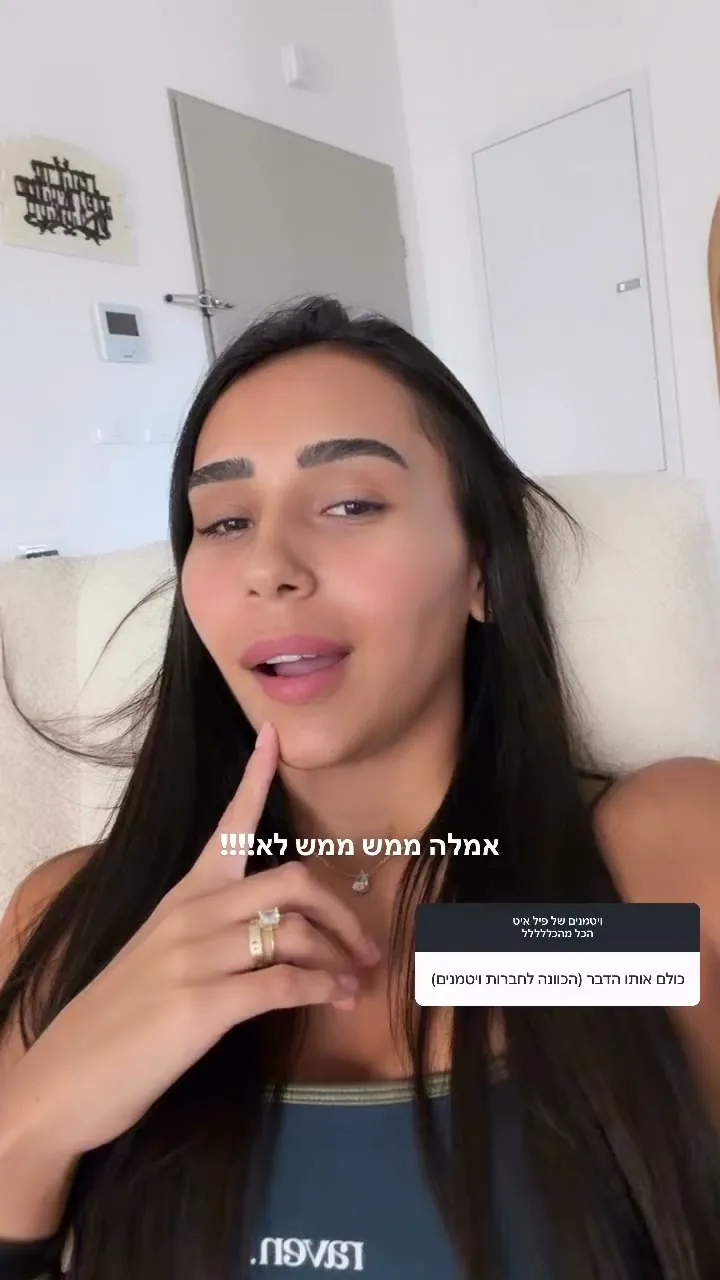 אמלה ממש ממש לא!!!!
ויטמנים של פיל איט
הכל מהכלללללל
כולם אותו הדבר (הכוונה לחברות ויטמנים)
raven.